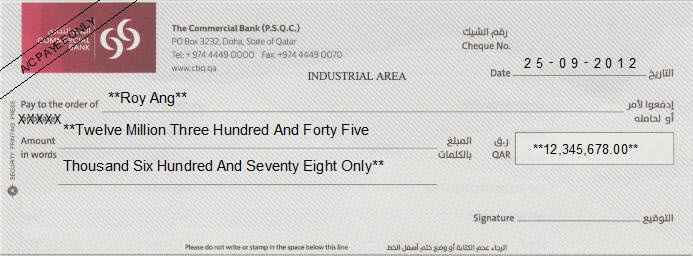 A/C PAYEE ONLY
COMMERCIAL
BANK
The Commercial Bank (P.S.Q.C.)
PO Box 3232, Doha, State of Qatar
Tel: + 974 4449 0000 Fax: +974 4449 0070
www.cbq.qa
INDUSTRIAL AREA
رقم الشيك
Cheque No.
Date 25-09-2012 التاريخ
Pay to the order of **Roy Ang** إدفعوا لأمر
XXXXX أو لحامله
Amount **Twelve Million Three Hundred And Forty Five المبلغ ر.ق
in words Thousand Six Hundred And Seventy Eight Only** بالكلمات QAR **12,345,678.00**
Signature التوقيع
Please do not write or stamp in the space below this line الرجاء عدم الكتابة أو وضع ختم أسفل الخط
SECURITY PRINTING PRESS